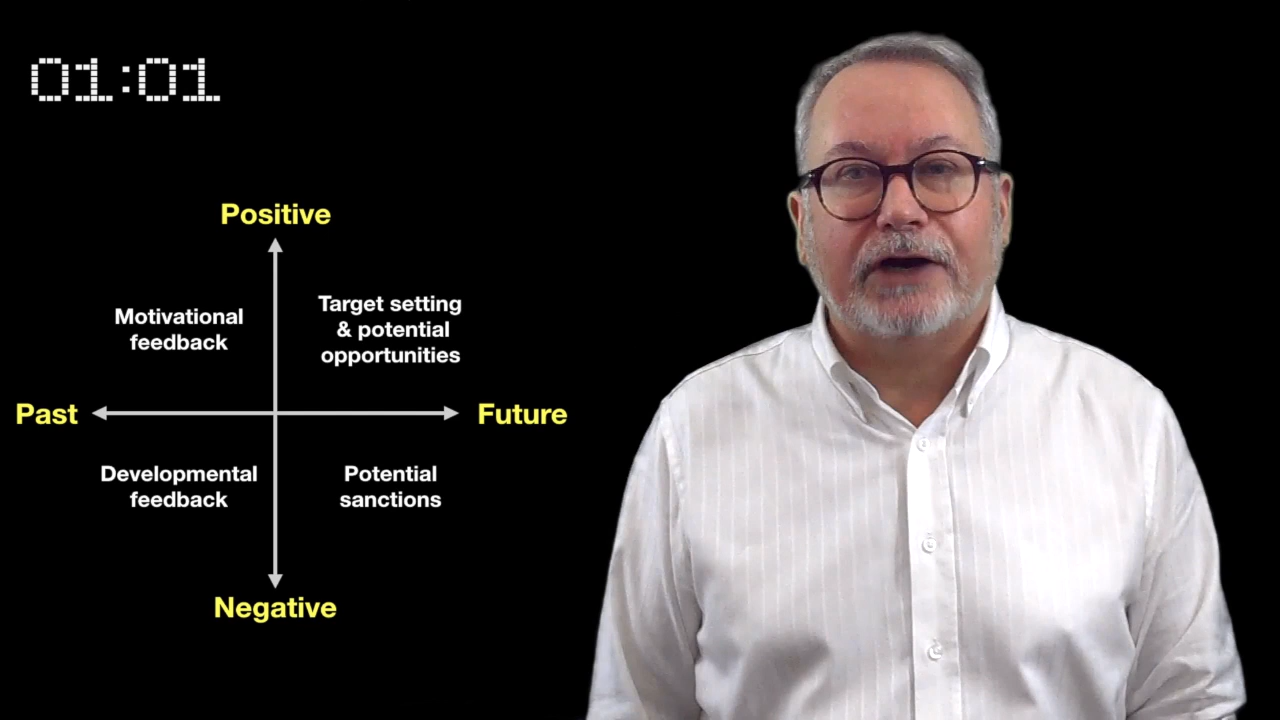 01:01
Positive
Motivational
feedback
Target setting
& potential
opportunities
Past
Future
Developmental
feedback
Potential
sanctions
Negative